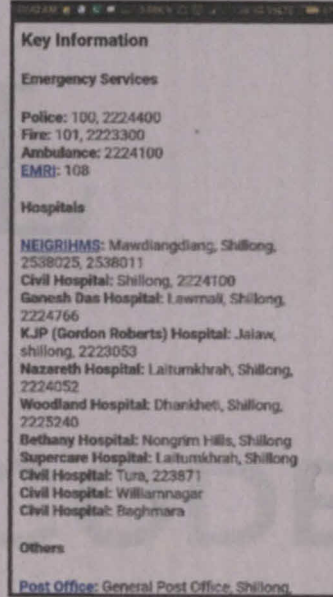 Key Information
Emergency Services
Police: 100, 2224400
Fire: 101, 2223300
Ambulance: 2224100
EMRI: 108
Hospitals
NEIGRIHMS: Mawdiangdiang, Shillong,
2538025, 2538011
Civil Hospital: Shillong, 2224100
Ganesh Das Hospital: Lawmali, Shillong,
2224766
KJP (Gordon Roberts) Hospital: Jaiaw,
shillong, 2223053
Nazareth Hospital: Laitumkhrah, Shillong,
2224052
Woodland Hospital: Dhankheti, Shillong,
2225240
Bethany Hospital: Nongrim Hills, Shillong
Supercare Hospital: Laitumkhrah, Shillong
Civil Hospital: Tura, 223871
Civil Hospital: Williamnagar
Civil Hospital: Baghmara
Others
Post Office: General Post Office, Shillong,